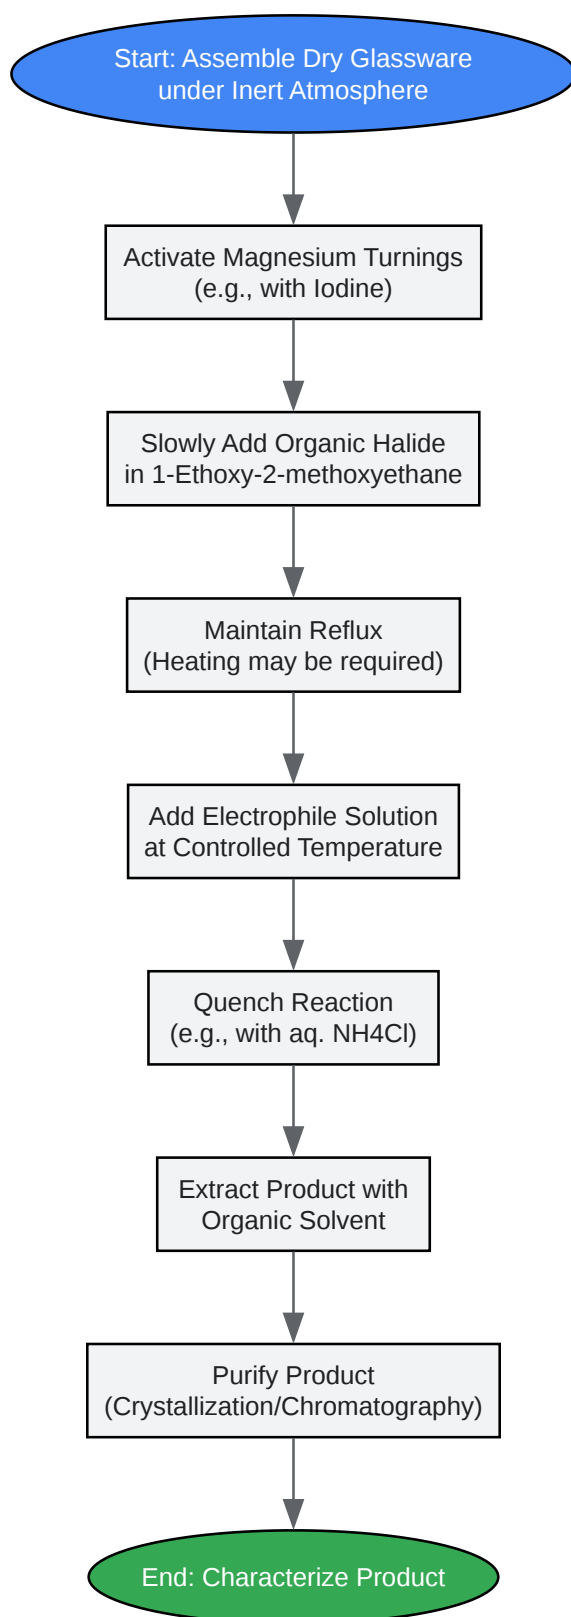 Start: Assemble Dry Glassware
under Inert Atmosphere
Activate Magnesium Turnings
(e.g., with Iodine)
Slowly Add Organic Halide
in 1-Ethoxy-2-methoxyethane
Maintain Reflux
(Heating may be required)
Add Electrophile Solution
at Controlled Temperature
Quench Reaction
(e.g., with aq. NH4Cl)
Extract Product with
Organic Solvent
Purify Product
(Crystallization/Chromatography)
End: Characterize Product